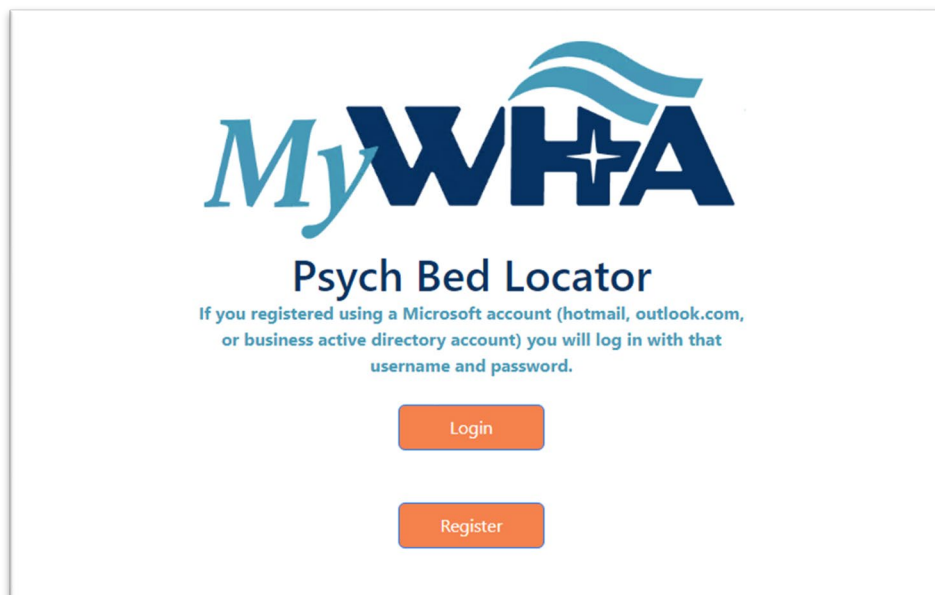 MyWHA
Psych Bed Locator
If you registered using a Microsoft account (hotmail, outlook.com,
or business active directory account) you will log in with that
username and password.
Login
Register